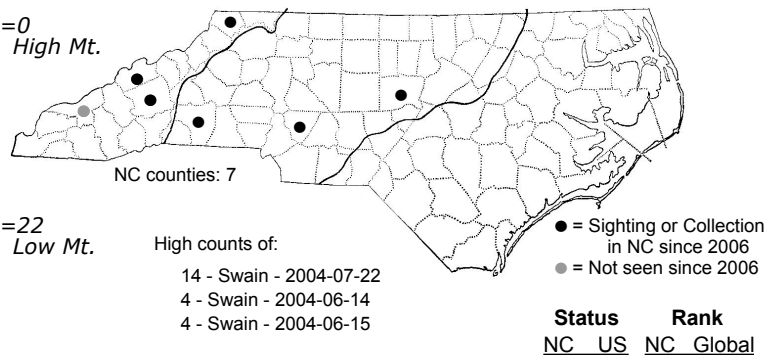 =0
High Mt.
NC counties: 7
=22
Low Mt.
High counts of:
14 - Swain - 2004-07-22
4 - Swain - 2004-06-14
4 - Swain - 2004-06-15
= Sighting or Collection
in NC since 2006
= Not seen since 2006
Status Rank
NC US NC Global